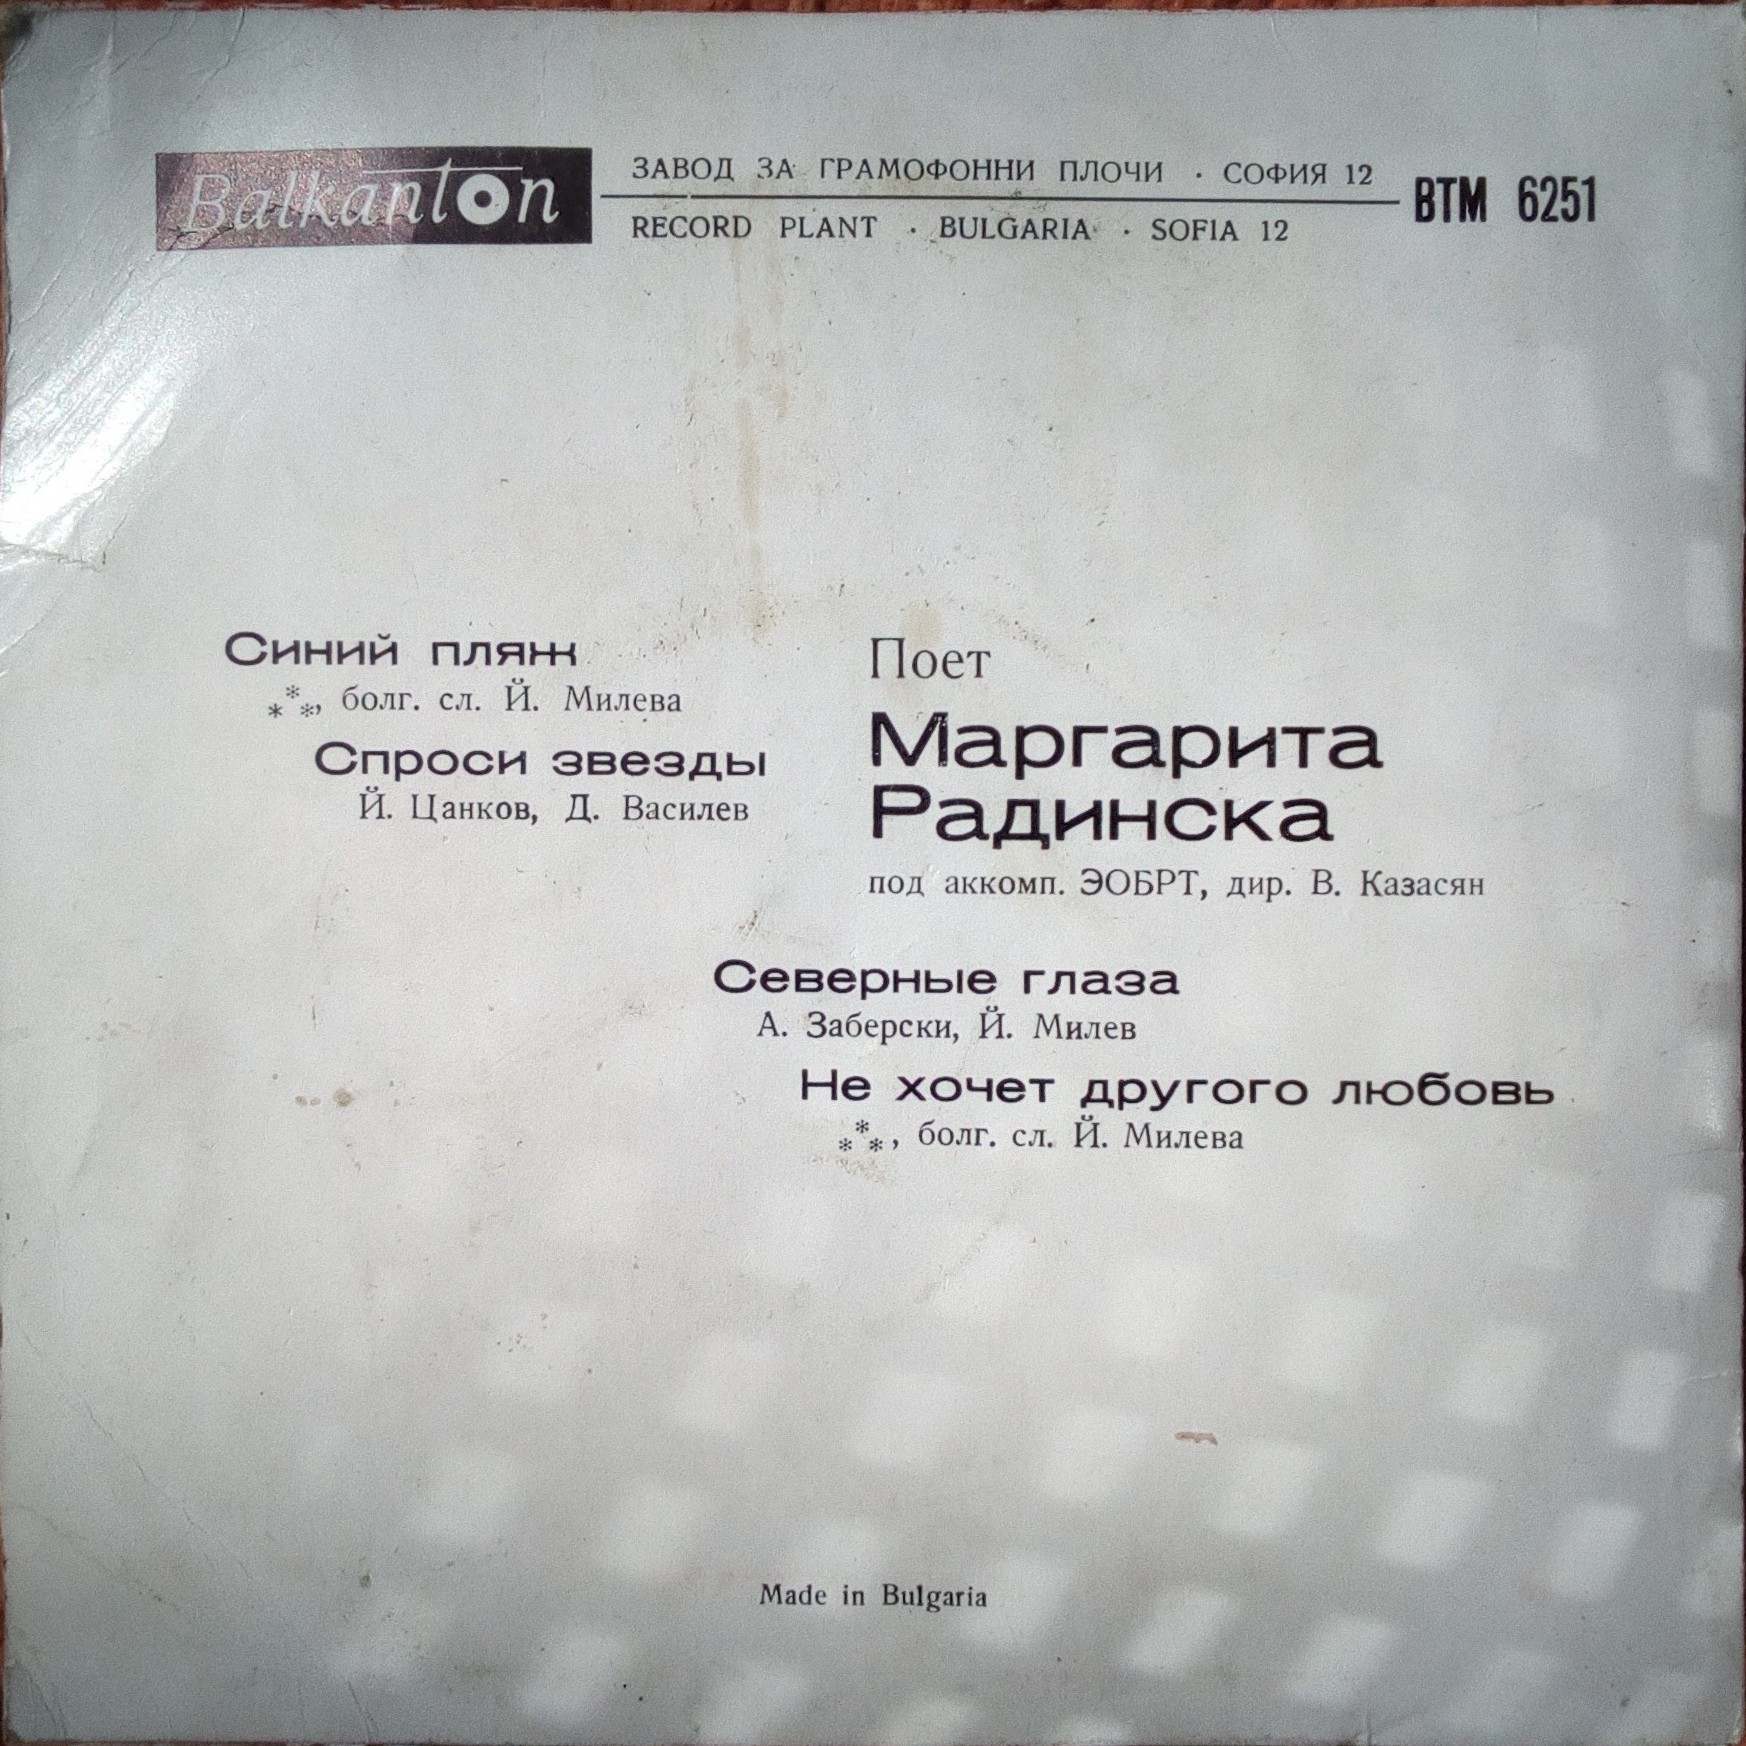 Balkanton
ЗАВОД ЗА ГРАМОФОННИ ПЛОЧИ · СОФИЯ 12
RECORD PLANT · BULGARIA · SOFIA 12
ВТМ 6251
Синий пляж
***, болг. сл. Й. Милева
Спроси звезды
Й. Цанков, Д. Василев
Поет
Маргарита
Радинска
под аккомп. ЭОБРТ, дир. В. Казасян
Северные глаза
А. Заберски, Й. Милев
Не хочет другого любовь
***, болг. сл. Й. Милева
Made in Bulgaria